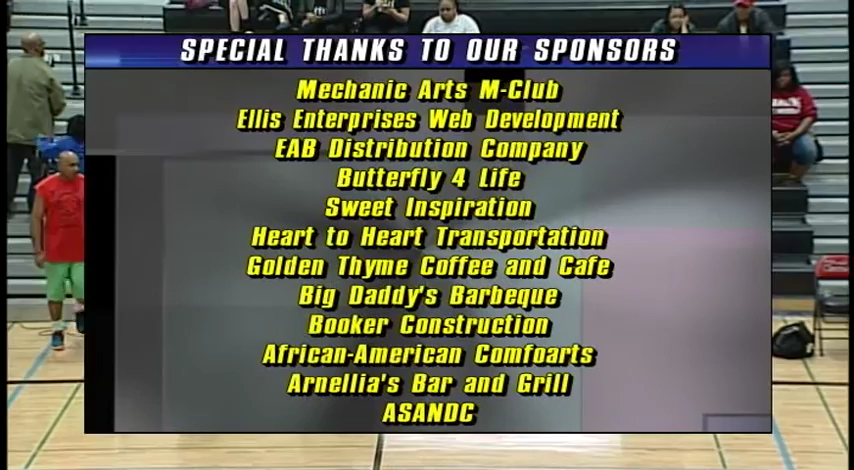 SPECIAL THANKS TO OUR SPONSORS
Mechanic Arts M-Club
Ellis Enterprises Web Development
EAB Distribution Company
Butterfly 4 Life
Sweet Inspiration
Heart to Heart Transportation
Golden Thyme Coffee and Cafe
Big Daddy's Barbeque
Booker Construction
African-American Comfoarts
Arnellia's Bar and Grill
ASANDC